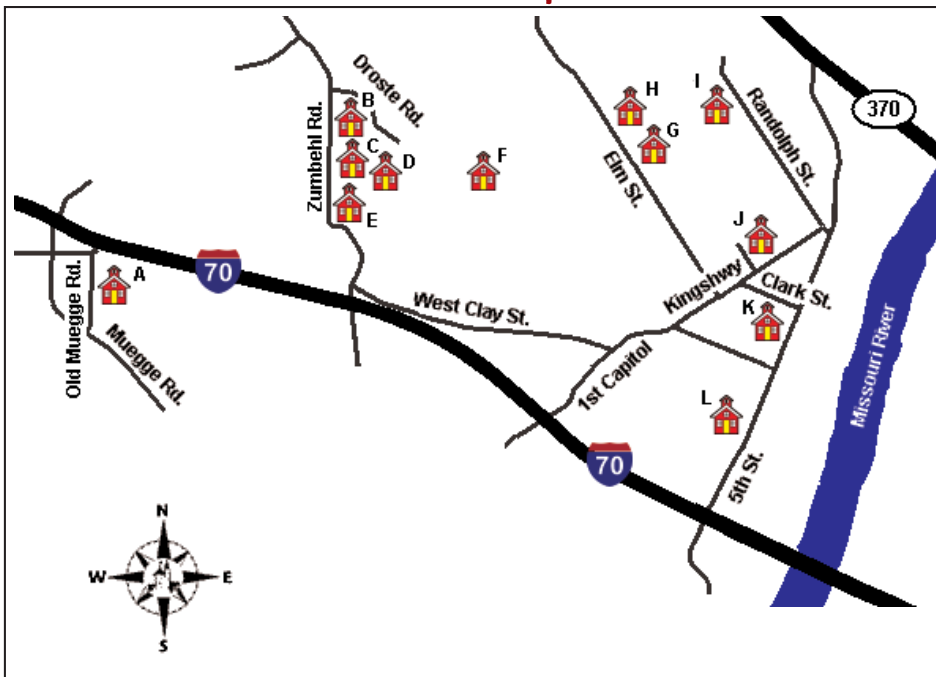 Droste Rd.
B
Zumbehl Rd.
C
D
E
F
H
I
G
Elm St.
Randolph St.
370
J
Kingshwy
Clark St.
K
A
70
Old Muegge Rd.
Muegge Rd.
West Clay St.
1st Capitol
L
70
5th St.
Missouri River
N
W
E
S